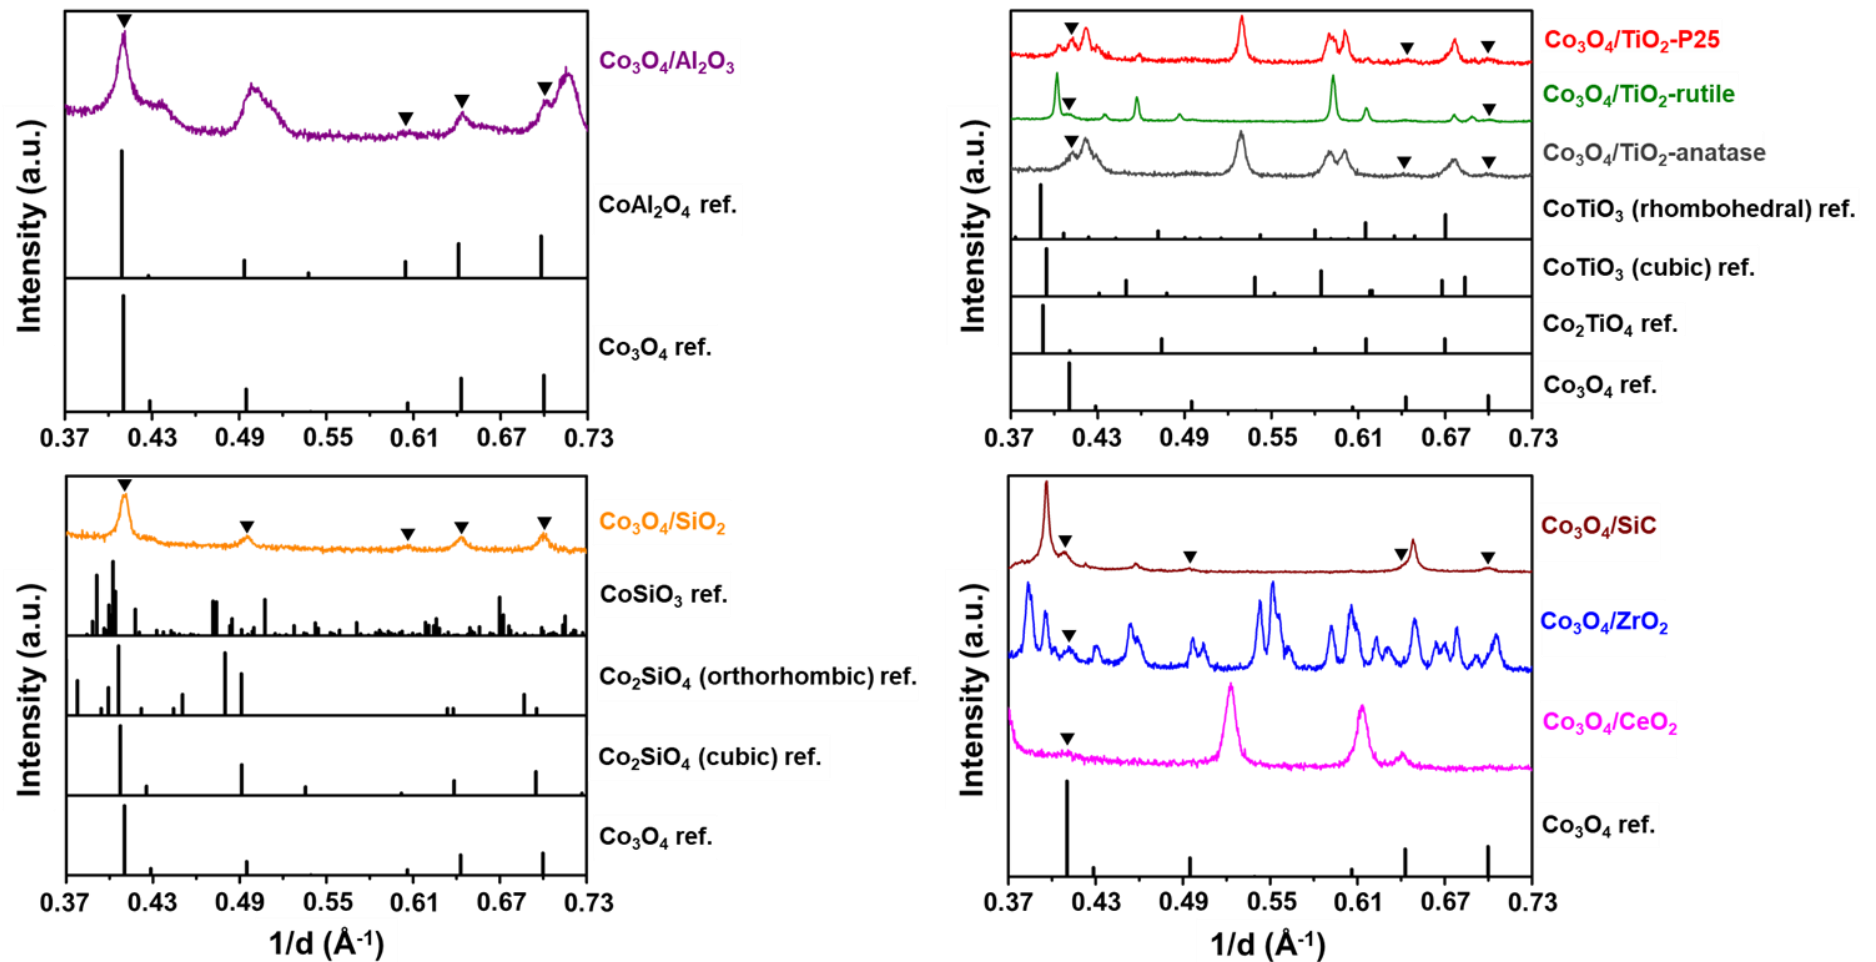 Intensity (a.u.)
Co₃O₄/Al₂O₃
CoAl₂O₄ ref.
Co₃O₄ ref.
0.37 0.43 0.49 0.55 0.61 0.67 0.73
Intensity (a.u.)
Co₃O₄/TiO₂-P25
Co₃O₄/TiO₂-rutile
Co₃O₄/TiO₂-anatase
CoTiO₃ (rhombohedral) ref.
CoTiO₃ (cubic) ref.
Co₂TiO₄ ref.
Co₃O₄ ref.
0.37 0.43 0.49 0.55 0.61 0.67 0.73
Intensity (a.u.)
Co₃O₄/SiO₂
CoSiO₃ ref.
Co₂SiO₄ (orthorhombic) ref.
Co₂SiO₄ (cubic) ref.
Co₃O₄ ref.
0.37 0.43 0.49 0.55 0.61 0.67 0.73
1/d (Å⁻¹)
Intensity (a.u.)
Co₃O₄/SiC
Co₃O₄/ZrO₂
Co₃O₄/CeO₂
Co₃O₄ ref.
0.37 0.43 0.49 0.55 0.61 0.67 0.73
1/d (Å⁻¹)